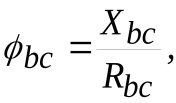 ϕ_bc = X_bc / R_bc ,